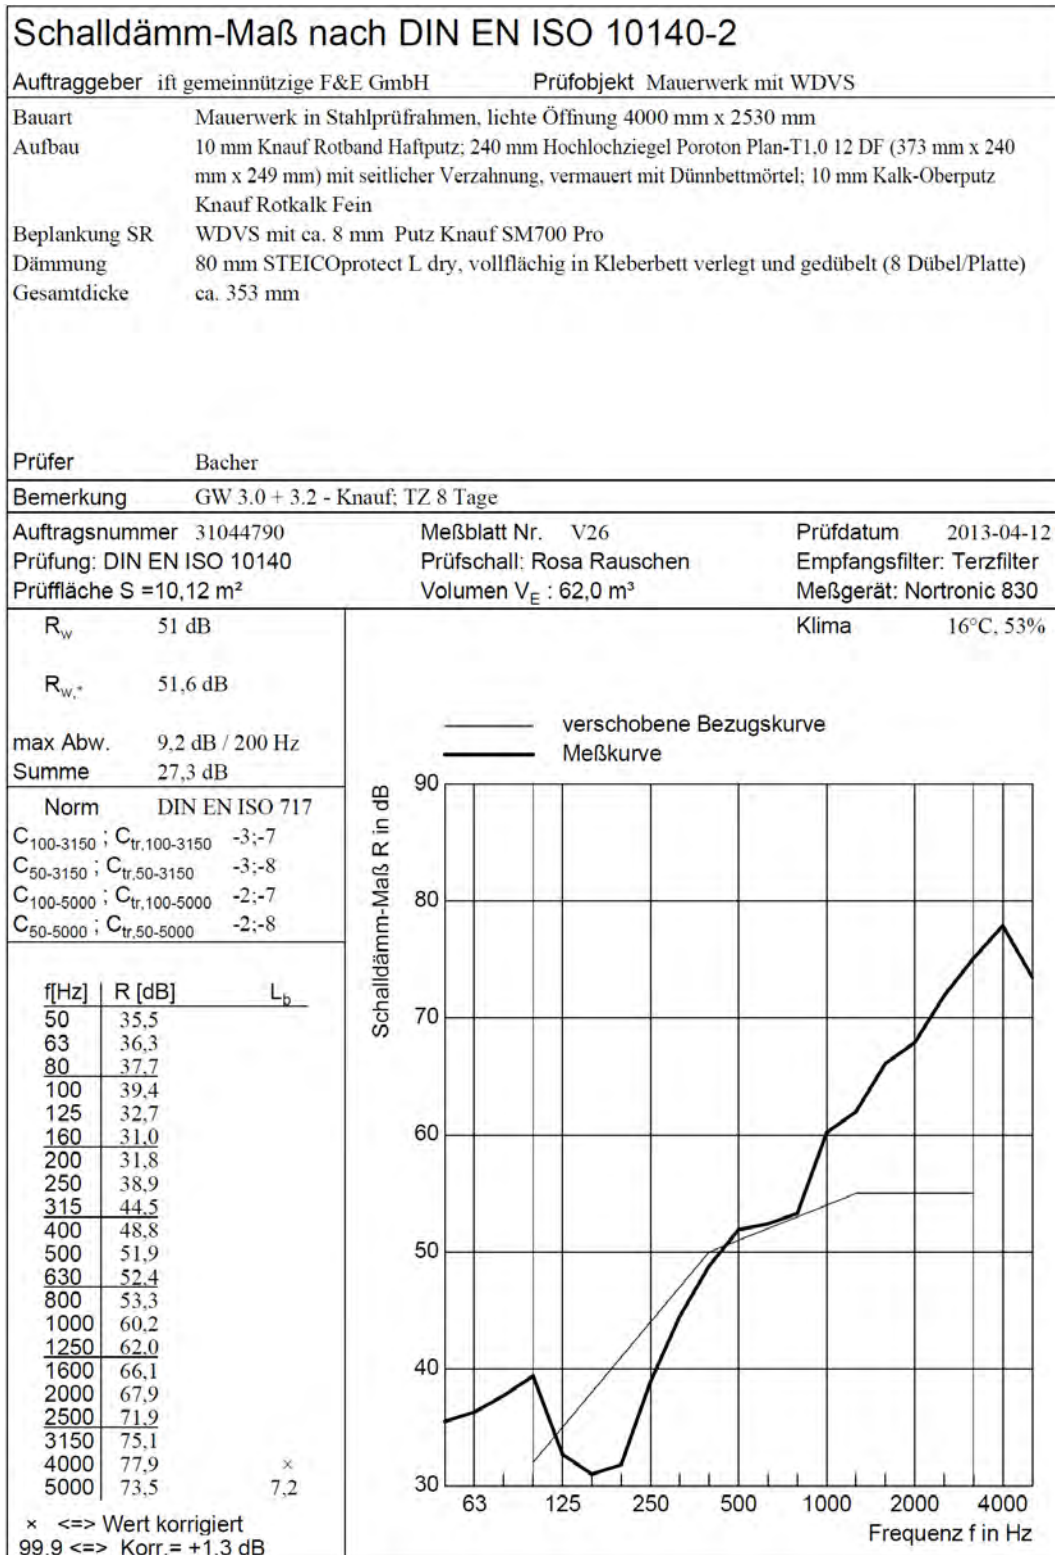 Schalldämm-Maß nach DIN EN ISO 10140-2
Auftraggeber ift gemeinnützige F&E GmbH Prüfobjekt Mauerwerk mit WDVS
Bauart Mauerwerk in Stahlprüfrahmen, lichte Öffnung 4000 mm x 2530 mm
Aufbau 10 mm Knauf Rotband Haftputz; 240 mm Hochlochziegel Poroton Plan-T1,0 12 DF (373 mm x 240
mm x 249 mm) mit seitlicher Verzahnung, vermauert mit Dünnbettmörtel; 10 mm Kalk-Oberputz
Knauf Rotkalk Fein
Beplankung SR WDVS mit ca. 8 mm Putz Knauf SM700 Pro
Dämmung 80 mm STEICOprotect L dry, vollflächig in Kleberbett verlegt und gedübelt (8 Dübel/Platte)
Gesamtdicke ca. 353 mm
Prüfer Bacher
Bemerkung GW 3.0 + 3.2 - Knauf; TZ 8 Tage
Auftragsnummer 31044790 Meßblatt Nr. V26 Prüfdatum 2013-04-12
Prüfung: DIN EN ISO 10140 Prüfschall: Rosa Rauschen Empfangsfilter: Terzfilter
Prüffläche S =10,12 m² Volumen V_E : 62,0 m³ Meßgerät: Nortronic 830
R_w 51 dB
R_w,* 51,6 dB
max Abw. 9,2 dB / 200 Hz
Summe 27,3 dB
Norm DIN EN ISO 717
C_100-3150 ; C_tr,100-3150 -3;-7
C_50-3150 ; C_tr,50-3150 -3;-8
C_100-5000 ; C_tr,100-5000 -2;-7
C_50-5000 ; C_tr,50-5000 -2;-8
f[Hz] R [dB] L_b
50 35,5
63 36,3
80 37,7
100 39,4
125 32,7
160 31,0
200 31,8
250 38,9
315 44,5
400 48,8
500 51,9
630 52,4
800 53,3
1000 60,2
1250 62,0
1600 66,1
2000 67,9
2500 71,9
3150 75,1
4000 77,9 ×
5000 73,5 7,2
× <=> Wert korrigiert
99,9 <=> Korr.= +1,3 dB
Klima 16°C, 53%
verschobene Bezugskurve
Meßkurve
Schalldämm-Maß R in dB
90
80
70
60
50
40
30
63 125 250 500 1000 2000 4000
Frequenz f in Hz